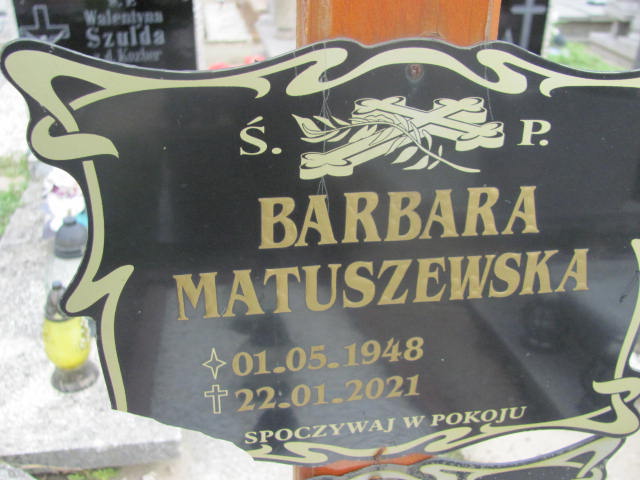 Walentyna
Szulda
Ś. P.
BARBARA
MATUSZEWSKA
01.05.1948
22.01.2021
SPOCZYWAJ W POKOJU